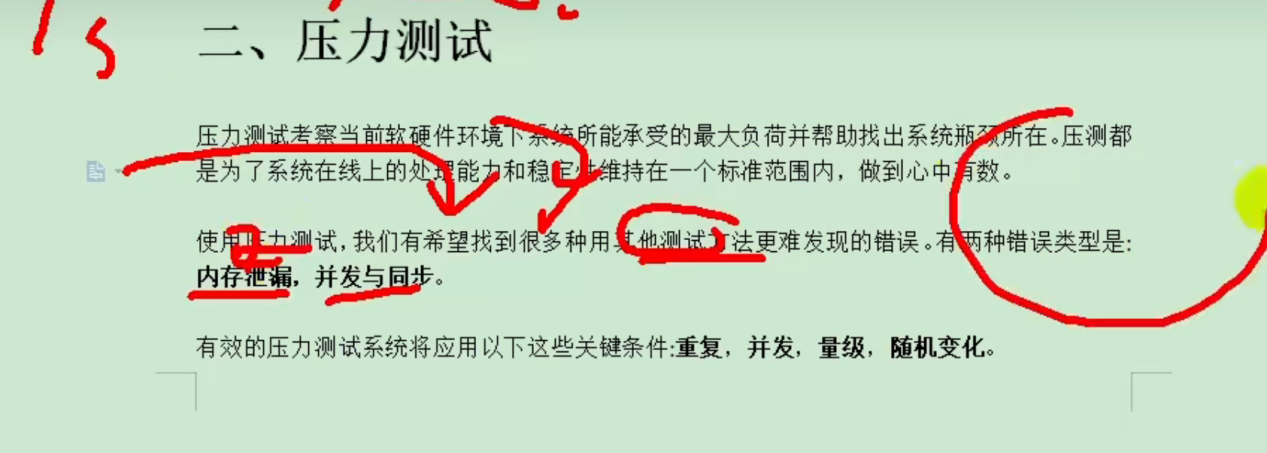 1s
二、压力测试
压力测试考察当前软硬件环境下系统所能承受的最大负荷并帮助找出系统瓶颈所在。压测都
是为了系统在线上的处理能力和稳定性维持在一个标准范围内，做到心中有数。
使用压力测试，我们有希望找到很多种用其他测试方法更难发现的错误。有两种错误类型是:
内存泄漏，并发与同步。
有效的压力测试系统将应用以下这些关键条件:重复，并发，量级，随机变化。